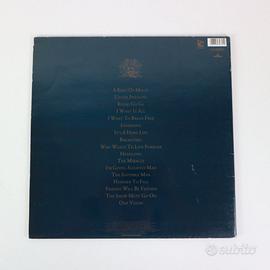 A Kind Of Magic
Under Pressure
Radio Ga Ga
I Want It All
I Want To Break Free
Innuendo
It's A Hard Life
Breakthru
Who Wants To Live Forever
Headlong
The Miracle
I'm Going Slightly Mad
The Invisible Man
Hammer To Fall
Friends Will Be Friends
The Show Must Go On
One Vision
subito